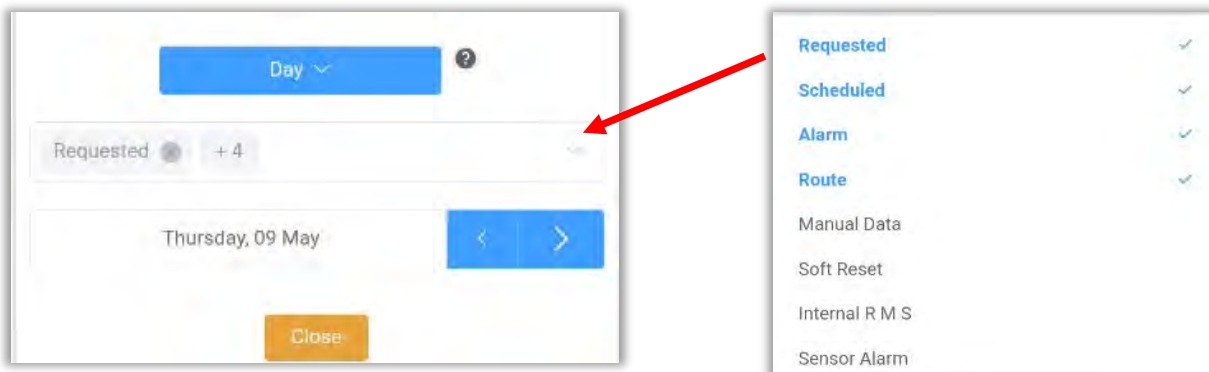 Day
?
Requested + 4
Thursday, 09 May
Close
Requested
Scheduled
Alarm
Route
Manual Data
Soft Reset
Internal R M S
Sensor Alarm